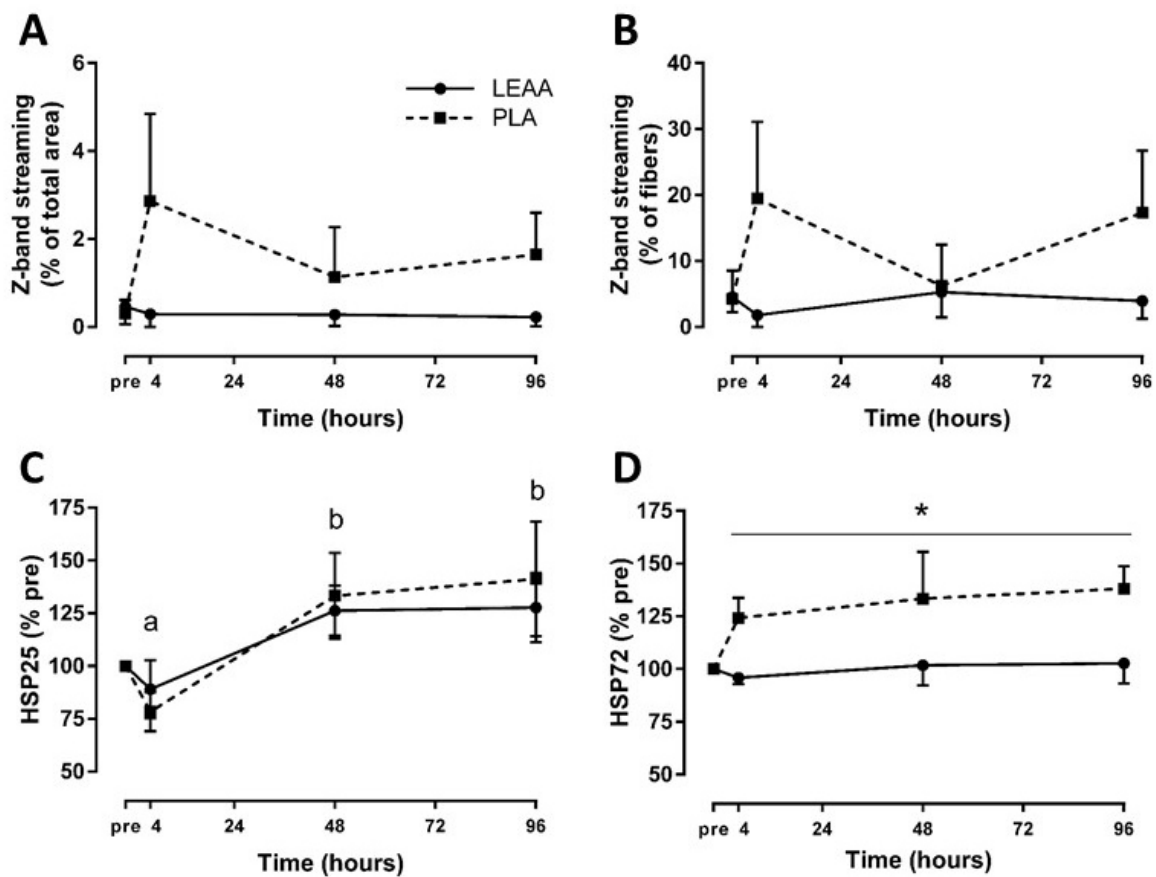 A
Z-band streaming
(% of total area)
6
4
2
0
LEAA
PLA
pre 4 24 48 72 96
Time (hours)
B
Z-band streaming
(% of fibers)
40
30
20
10
0
pre 4 24 48 72 96
Time (hours)
C
HSP25 (% pre)
175
150
125
100
75
50
a
b
b
pre 4 24 48 72 96
Time (hours)
D
HSP72 (% pre)
175
150
125
100
75
50
*
pre 4 24 48 72 96
Time (hours)